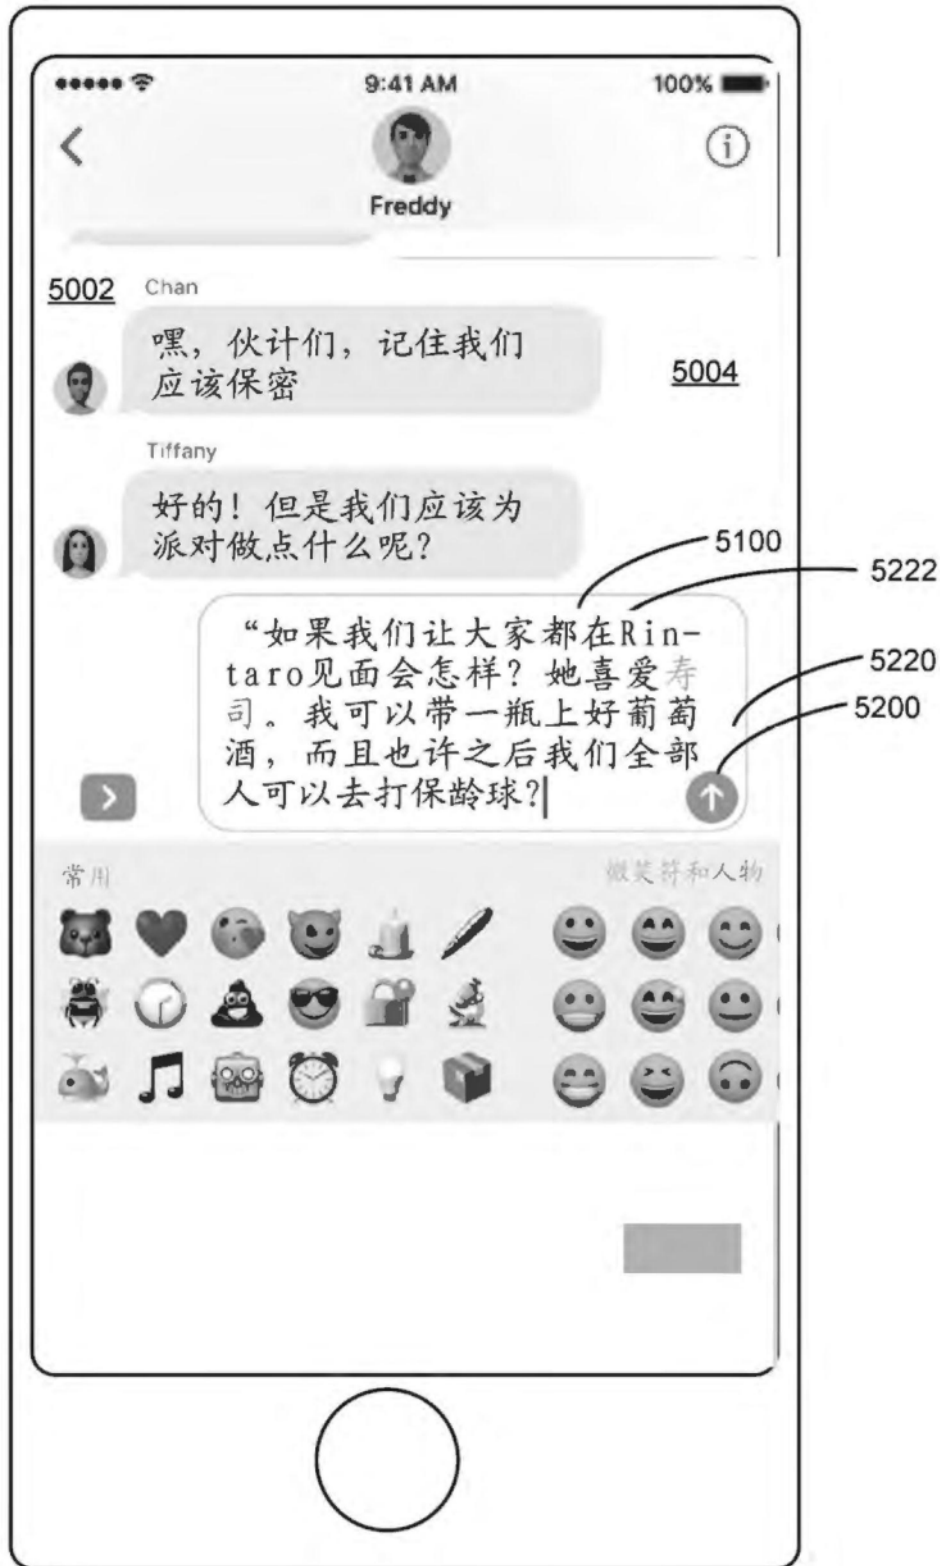 9:41 AM
100%
Freddy
5002
Chan
嘿，伙计们，记住我们
应该保密
5004
Tiffany
好的！但是我们应该为
派对做点什么呢？
5100
5222
“如果我们让大家都在Rin-
taro见面会怎样？她喜爱寿
司。我可以带一瓶上好葡萄
酒，而且也许之后我们全部
人可以去打保龄球？
5220
5200
常用
微笑符和人物